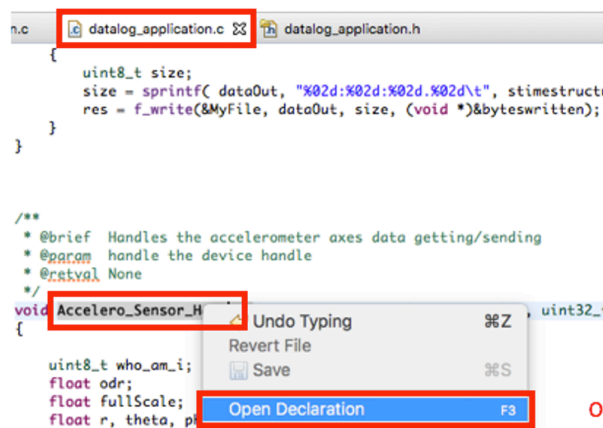 n.c datalog_application.c datalog_application.h
{
uint8_t size;
size = sprintf( dataOut, "%02d:%02d:%02d.%02d\t", stimestructu
res = f_write(&MyFile, dataOut, size, (void *)&byteswritten);
}
}
/**
* @brief Handles the accelerometer axes data getting/sending
* @param handle the device handle
* @retval None
*/
void Accelero_Sensor_H , uint32_t
{
Undo Typing ⌘Z
Revert File
uint8_t who_am_i;
Save ⌘S
float odr;
float fullScale;
Open Declaration F3
float r, theta, ph
O